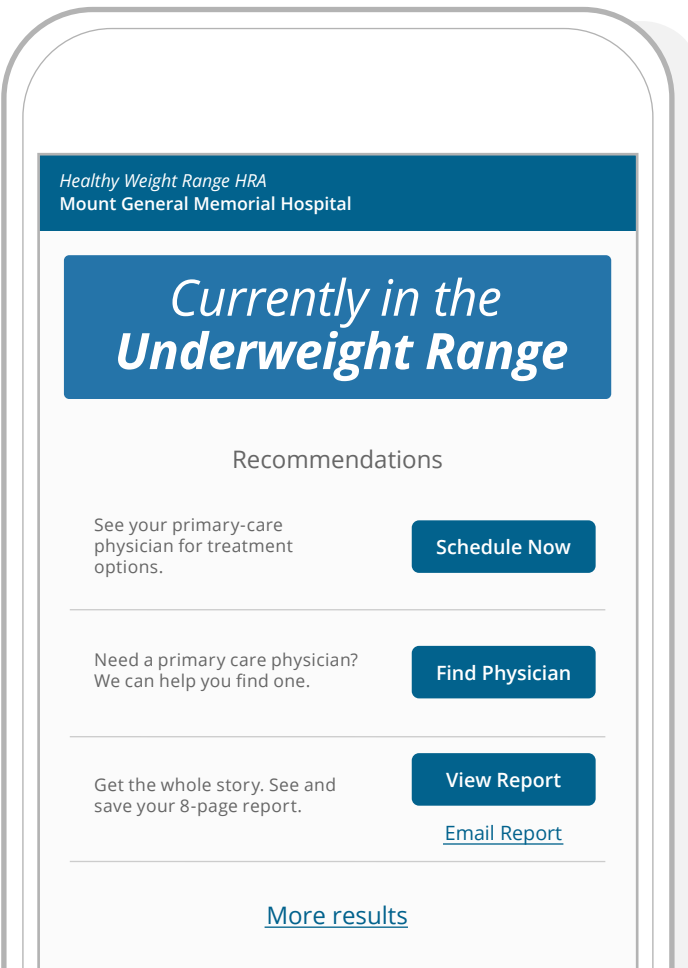 Healthy Weight Range HRA
Mount General Memorial Hospital
Currently in the
Underweight Range
Recommendations
See your primary-care
physician for treatment
options.
Schedule Now
Need a primary care physician?
We can help you find one.
Find Physician
Get the whole story. See and
save your 8-page report.
View Report
Email Report
More results